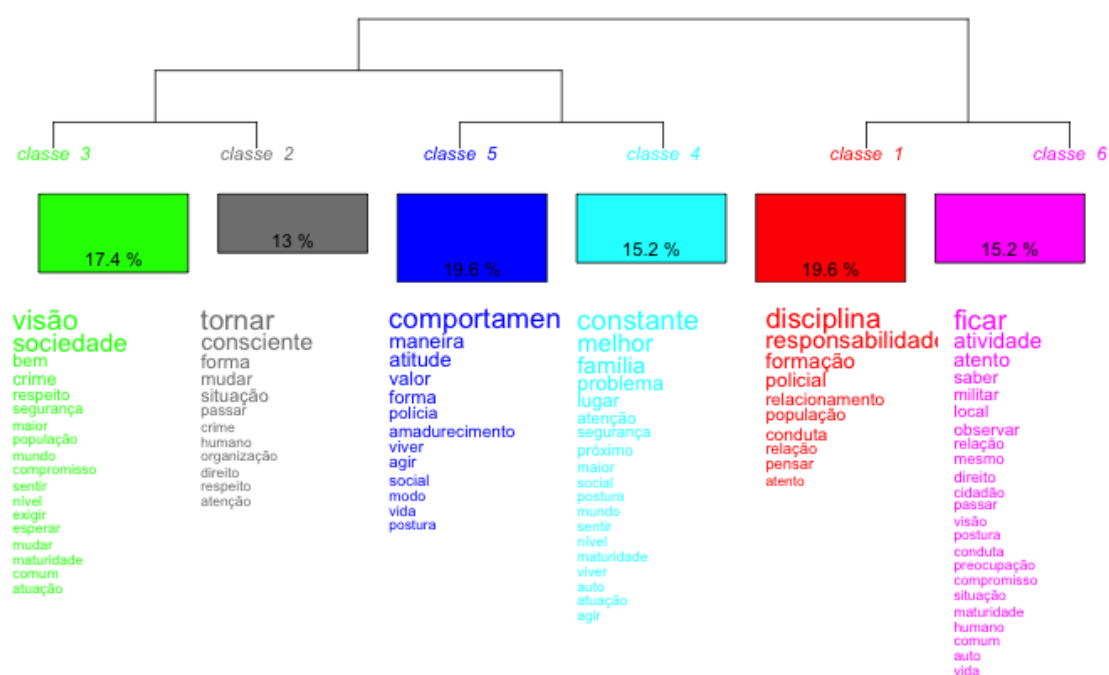 classe 3
classe 2
classe 5
classe 4
classe 1
classe 6
17.4 %
13 %
19.6 %
15.2 %
19.6 %
15.2 %
visão
sociedade
bem
crime
respeito
segurança
maior
população
mundo
compromisso
sentir
nível
exigir
esperar
mudar
maturidade
comum
atuação
tornar
consciente
forma
mudar
situação
passar
crime
humano
organização
direito
respeito
atenção
comportamen
maneira
atitude
valor
forma
polícia
amadurecimento
viver
agir
social
modo
vida
postura
constante
melhor
família
problema
lugar
atenção
segurança
próximo
maior
social
postura
mundo
sentir
nível
maturidade
viver
auto
atuação
agir
disciplina
responsabilidad
formação
policial
relacionamento
população
conduta
relação
pensar
atento
ficar
atividade
atento
saber
militar
local
observar
relação
mesmo
direito
cidadão
passar
visão
postura
conduta
preocupação
compromisso
situação
maturidade
humano
comum
auto
vida